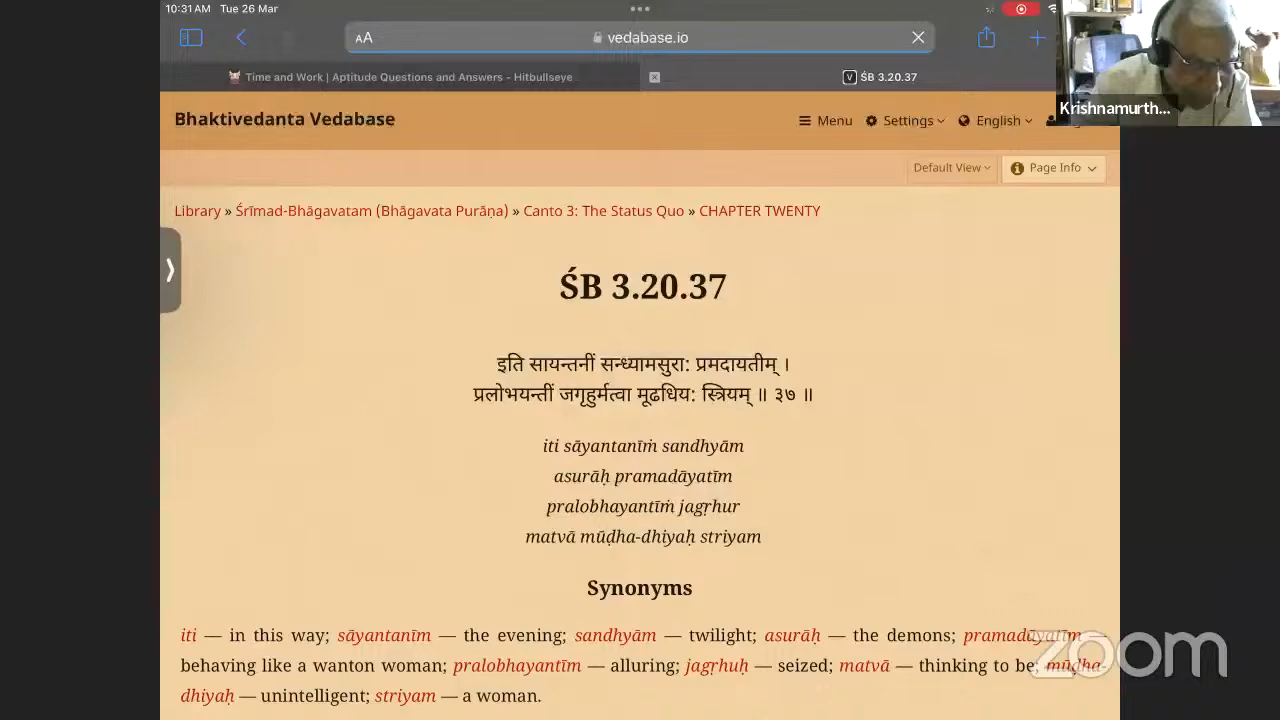 10:31 AM Tue 26 Mar
AA vedabase.io
Time and Work | Aptitude Questions and Answers - Hitbullseye
V ŚB 3.20.37
Krishnamurth...
Bhaktivedanta Vedabase
Menu Settings English
Default View Page Info
Library » Śrīmad-Bhāgavatam (Bhāgavata Purāṇa) » Canto 3: The Status Quo » CHAPTER TWENTY
ŚB 3.20.37
इति सायन्तनीं सन्ध्यामसुरा: प्रमदायतीम् ।
प्रलोभयन्तीं जगृहुर्मत्वा मूढधिय: स्त्रियम् ॥ ३७ ॥
iti sāyantanīṁ sandhyām
asurāḥ pramadāyatīm
pralobhayantīṁ jagṛhur
matvā mūḍha-dhiyaḥ striyam
Synonyms
iti — in this way; sāyantanīm — the evening; sandhyām — twilight; asurāḥ — the demons; pramadāyatīm —
behaving like a wanton woman; pralobhayantīm — alluring; jagṛhuḥ — seized; matvā — thinking to be; mūḍha-
dhiyaḥ — unintelligent; striyam — a woman.
zoom